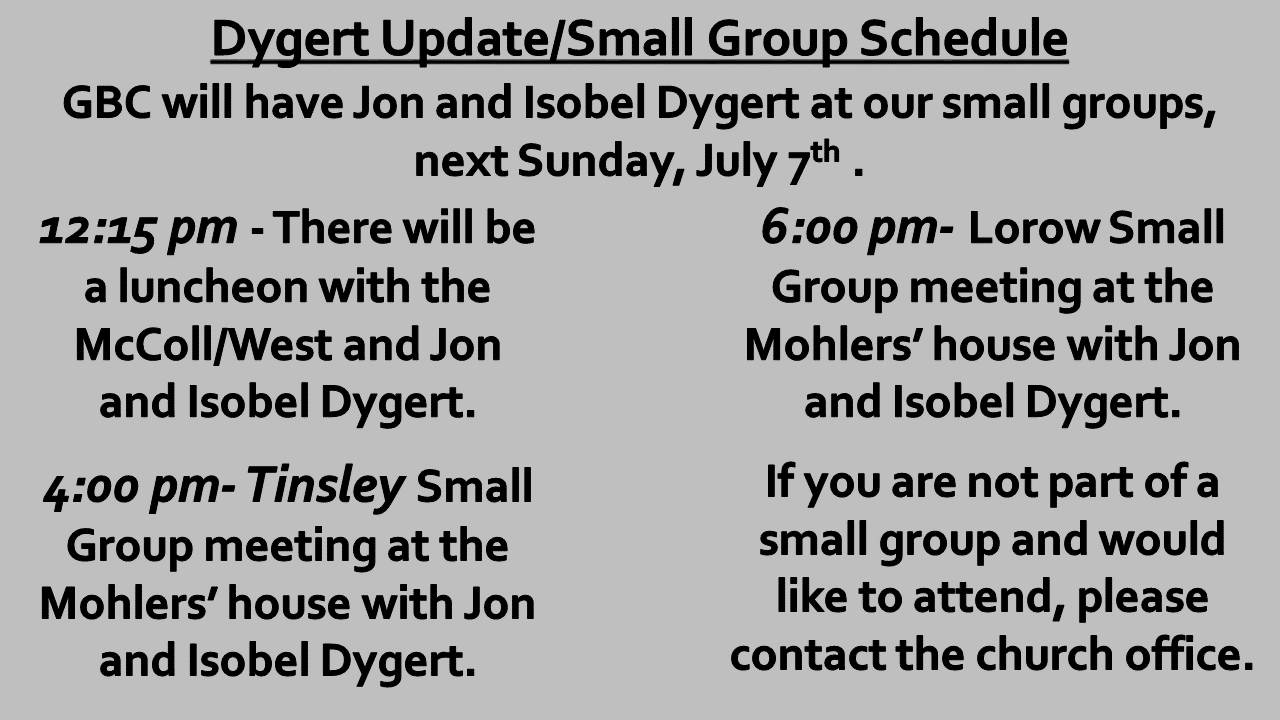 Dygert Update/Small Group Schedule
GBC will have Jon and Isobel Dygert at our small groups,
next Sunday, July 7th .
12:15 pm - There will be
a luncheon with the
McColl/West and Jon
and Isobel Dygert.
4:00 pm- Tinsley Small
Group meeting at the
Mohlers’ house with Jon
and Isobel Dygert.
6:00 pm- Lorow Small
Group meeting at the
Mohlers’ house with Jon
and Isobel Dygert.
If you are not part of a
small group and would
like to attend, please
contact the church office.